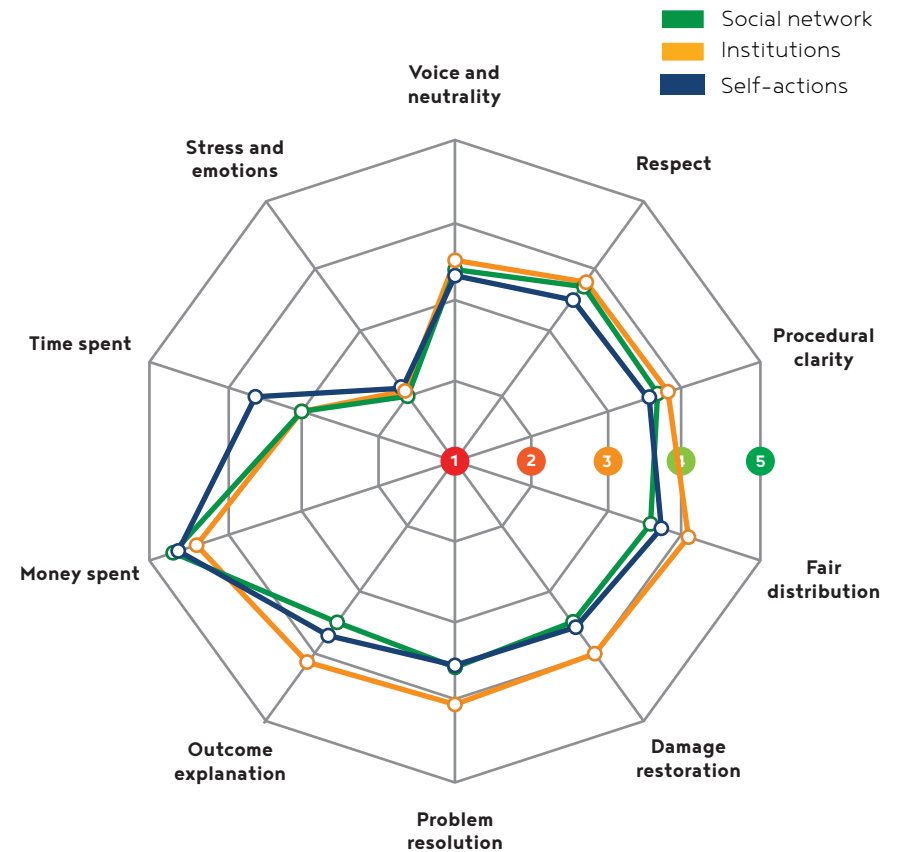 Social network
Institutions
Self-actions
Voice and
neutrality
Stress and
emotions
Respect
Time spent
Procedural
clarity
1
2
3
4
5
Money spent
Fair
distribution
Outcome
explanation
Damage
restoration
Problem
resolution